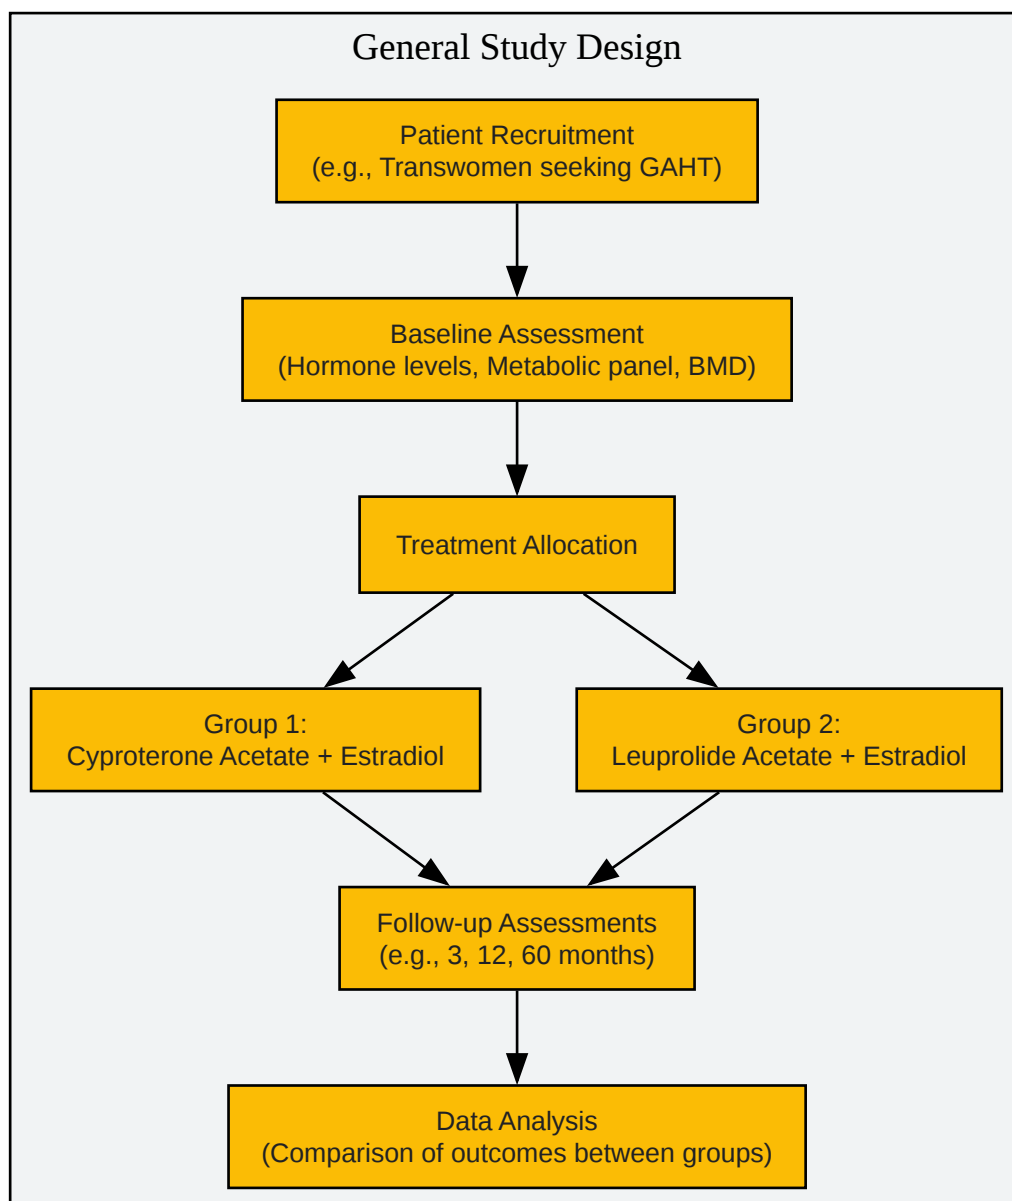 General Study Design
Patient Recruitment
(e.g., Transwomen seeking GAHT)
Baseline Assessment
(Hormone levels, Metabolic panel, BMD)
Treatment Allocation
Group 1:
Cyproterone Acetate + Estradiol
Group 2:
Leuprolide Acetate + Estradiol
Follow-up Assessments
(e.g., 3, 12, 60 months)
Data Analysis
(Comparison of outcomes between groups)